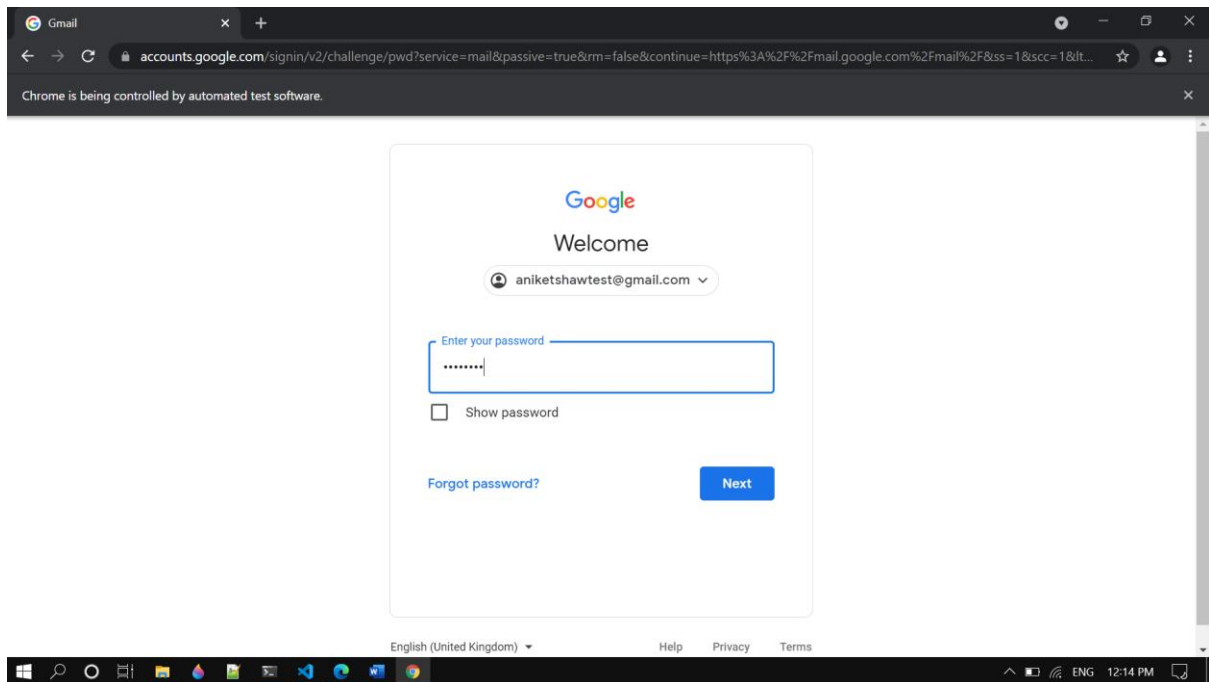 Gmail
accounts.google.com/signin/v2/challenge/pwd?service=mail&passive=true&rm=false&continue=https%3A%2F%2Fmail.google.com%2Fmail%2F&ss=1&scc=1&lt...
Chrome is being controlled by automated test software.
Google
Welcome
aniketshawtest@gmail.com
Enter your password
••••••••
Show password
Forgot password?
Next
English (United Kingdom)
Help Privacy Terms
ENG 12:14 PM